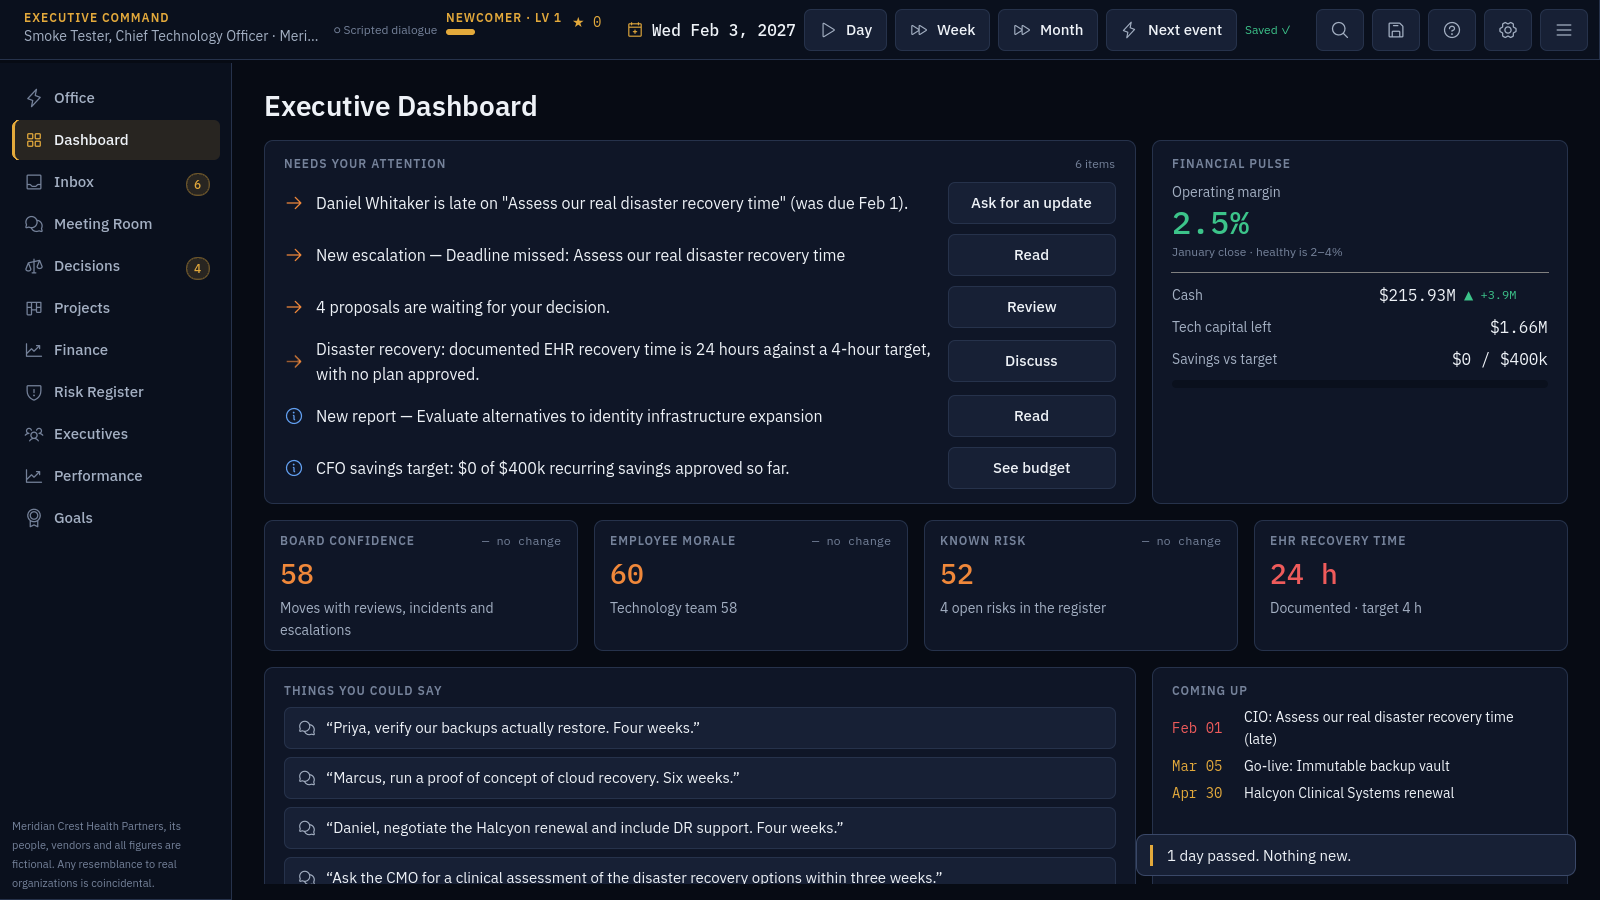 EXECUTIVE COMMAND
Smoke Tester, Chief Technology Officer · Meri...
Scripted dialogue
NEWCOMER · LV 1
★ 0
Wed Feb 3, 2027
Day
Week
Month
Next event
Saved ✓
Office
Dashboard
Inbox
6
Meeting Room
Decisions
4
Projects
Finance
Risk Register
Executives
Performance
Goals
Meridian Crest Health Partners, its
people, vendors and all figures are
fictional. Any resemblance to real
organizations is coincidental.
Executive Dashboard
NEEDS YOUR ATTENTION
6 items
Daniel Whitaker is late on "Assess our real disaster recovery time" (was due Feb 1).
Ask for an update
New escalation — Deadline missed: Assess our real disaster recovery time
Read
4 proposals are waiting for your decision.
Review
Disaster recovery: documented EHR recovery time is 24 hours against a 4-hour target,
with no plan approved.
Discuss
New report — Evaluate alternatives to identity infrastructure expansion
Read
CFO savings target: $0 of $400k recurring savings approved so far.
See budget
FINANCIAL PULSE
Operating margin
2.5%
January close · healthy is 2–4%
Cash
$215.93M ▲ +3.9M
Tech capital left
$1.66M
Savings vs target
$0 / $400k
BOARD CONFIDENCE
— no change
58
Moves with reviews, incidents and
escalations
EMPLOYEE MORALE
— no change
60
Technology team 58
KNOWN RISK
— no change
52
4 open risks in the register
EHR RECOVERY TIME
24 h
Documented · target 4 h
THINGS YOU COULD SAY
“Priya, verify our backups actually restore. Four weeks.”
“Marcus, run a proof of concept of cloud recovery. Six weeks.”
“Daniel, negotiate the Halcyon renewal and include DR support. Four weeks.”
“Ask the CMO for a clinical assessment of the disaster recovery options within three weeks.”
COMING UP
Feb 01
CIO: Assess our real disaster recovery time
(late)
Mar 05
Go-live: Immutable backup vault
Apr 30
Halcyon Clinical Systems renewal
1 day passed. Nothing new.